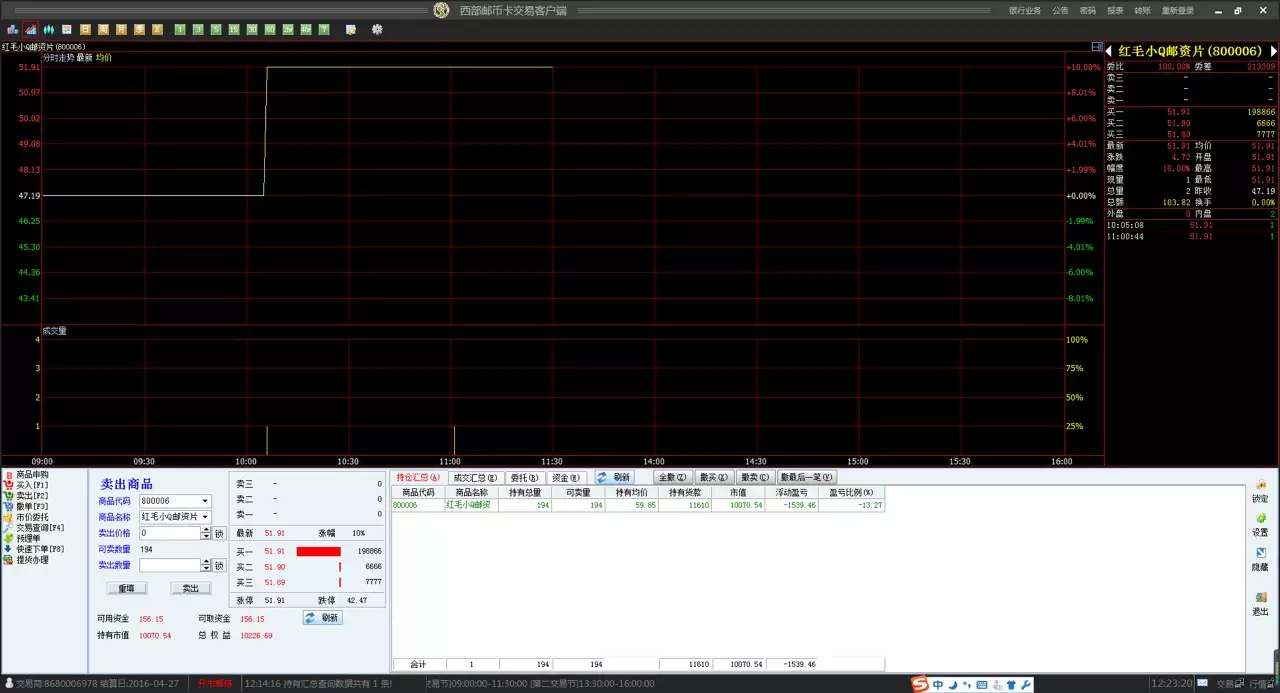 西部邮币卡交易客户端
银行业务 公告 密码 报表 转账 重新登录
日 周 月 季 1 3 5 15 30 60
红毛小Q邮资片(800006)
分时走势 最新 均价
51.91 +10.00%
50.97 +8.01%
50.02 +6.00%
49.08 +4.01%
48.13 +1.99%
47.19 +0.00%
46.25 -1.99%
45.30 -4.01%
44.36 -6.00%
43.41 -8.01%
成交量
4 100%
3 75%
2 50%
1 25%
09:00 09:30 10:00 10:30 11:00 11:30 14:00 14:30 15:00 15:30 16:00
红毛小Q邮资片(800006)
委比 100.00% 委差 213309
卖三 - -
卖二 - -
卖一 - -
买一 51.91 198866
买二 51.90 6666
买三 51.89 7777
最新 51.91 均价 51.91
涨跌 4.72 开盘 51.91
幅度 10.00% 最高 51.91
现量 1 最低 51.91
总量 2 昨收 47.19
总额 103.82 换手 0.00%
外盘 0 内盘 2
10:05:08 51.91 1
11:00:44 51.91 1
商品申购
买入[F1]
卖出[F2]
撤单[F3]
市价委托
交易查询[F4]
预埋单
快速下单[F8]
提货办理
卖出商品
商品代码 800006
商品名称 红毛小Q邮资片
卖出价格 0 锁
可卖数量 194
卖出数量 锁
重填 卖出
可用资金 156.15 可取资金 156.15
持有市值 10070.54 总 权 益 10226.69
卖三 - 0
卖二 - 0
卖一 - 0
最新 51.91 涨幅 10%
买一 51.91 198866
买二 51.90 6666
买三 51.89 7777
涨停 51.91 跌停 42.47
刷新
持仓汇总(A) 成交汇总(B) 委托(B) 资金(E) 刷新 全撤(Z) 撤买(X) 撤卖(C) 撤最后一笔(V)
商品代码 商品名称 持有总量 可卖量 持有均价 持有货款 市值 浮动盈亏 盈亏比例(%)
800006 红毛小Q邮资 194 194 59.85 11610 10070.54 -1539.46 -13.27
合计 1 194 194 11610 10070.54 -1539.46
锁定
设置
隐藏
退出
交易商:8680006978 结算日:2016-04-27 12:14:16 持有汇总查询数据共有 1 条! 交易节]09:00:00-11:30:00 [第二交易节]13:30:00-16:00:00
中
12:23:20 交易 行情